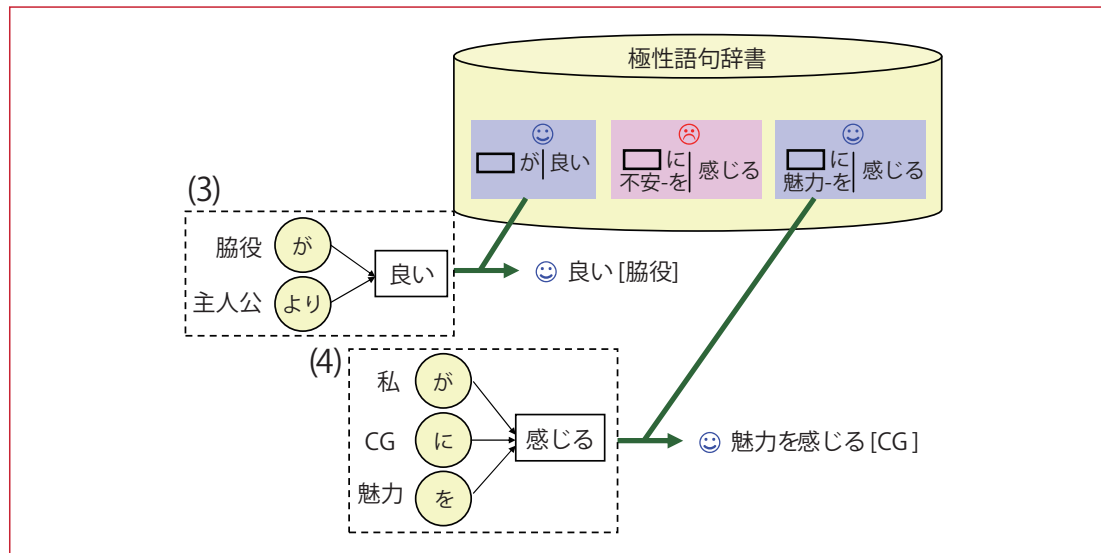 極性語句辞書
が 良い
に
不安-を 感じる
に
魅力-を 感じる
(3)
脇役 が
主人公 より
良い
良い [脇役]
(4)
私 が
CG に
魅力 を
感じる
魅力を感じる [CG]